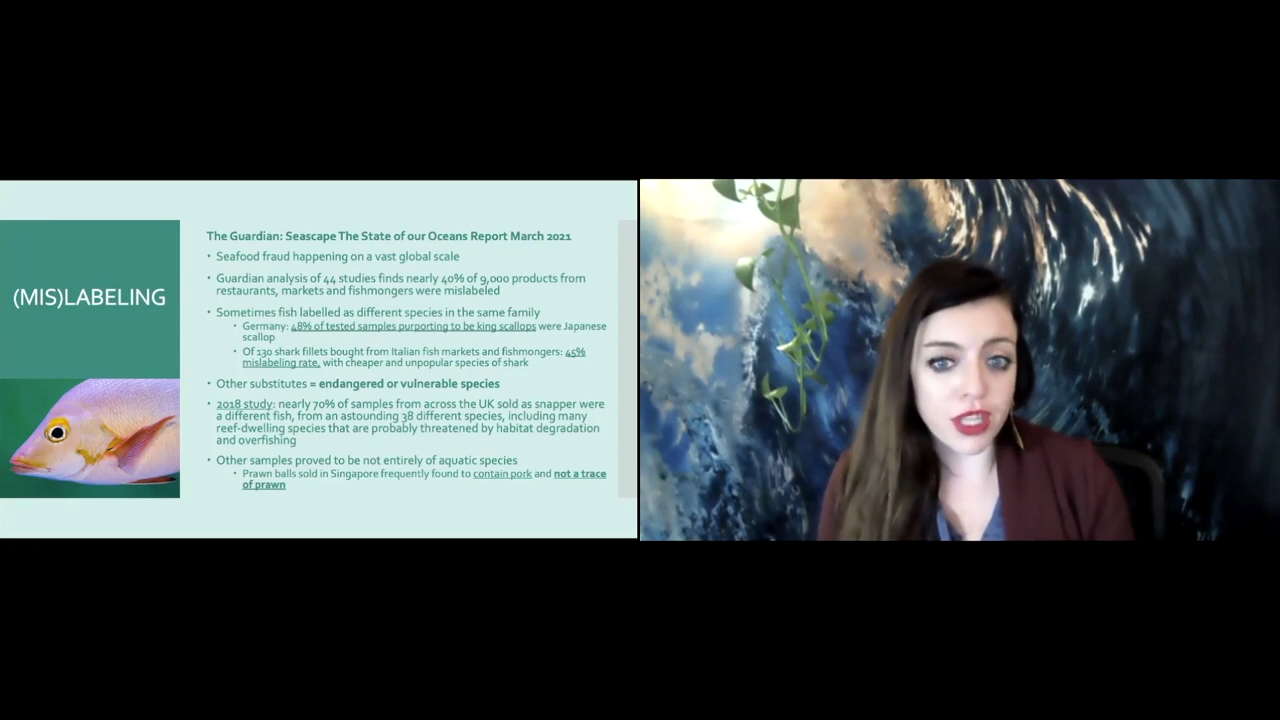 (MIS)LABELING
The Guardian: Seascape The State of our Oceans Report March 2021
• Seafood fraud happening on a vast global scale
• Guardian analysis of 44 studies finds nearly 40% of 9,000 products from
restaurants, markets and fishmongers were mislabeled
• Sometimes fish labelled as different species in the same family
• Germany: 48% of tested samples purporting to be king scallops were Japanese
scallop
• Of 130 shark fillets bought from Italian fish markets and fishmongers: 45%
mislabeling rate, with cheaper and unpopular species of shark
• Other substitutes = endangered or vulnerable species
• 2018 study: nearly 70% of samples from across the UK sold as snapper were
a different fish, from an astounding 38 different species, including many
reef-dwelling species that are probably threatened by habitat degradation
and overfishing
• Other samples proved to be not entirely of aquatic species
• Prawn balls sold in Singapore frequently found to contain pork and not a trace
of prawn